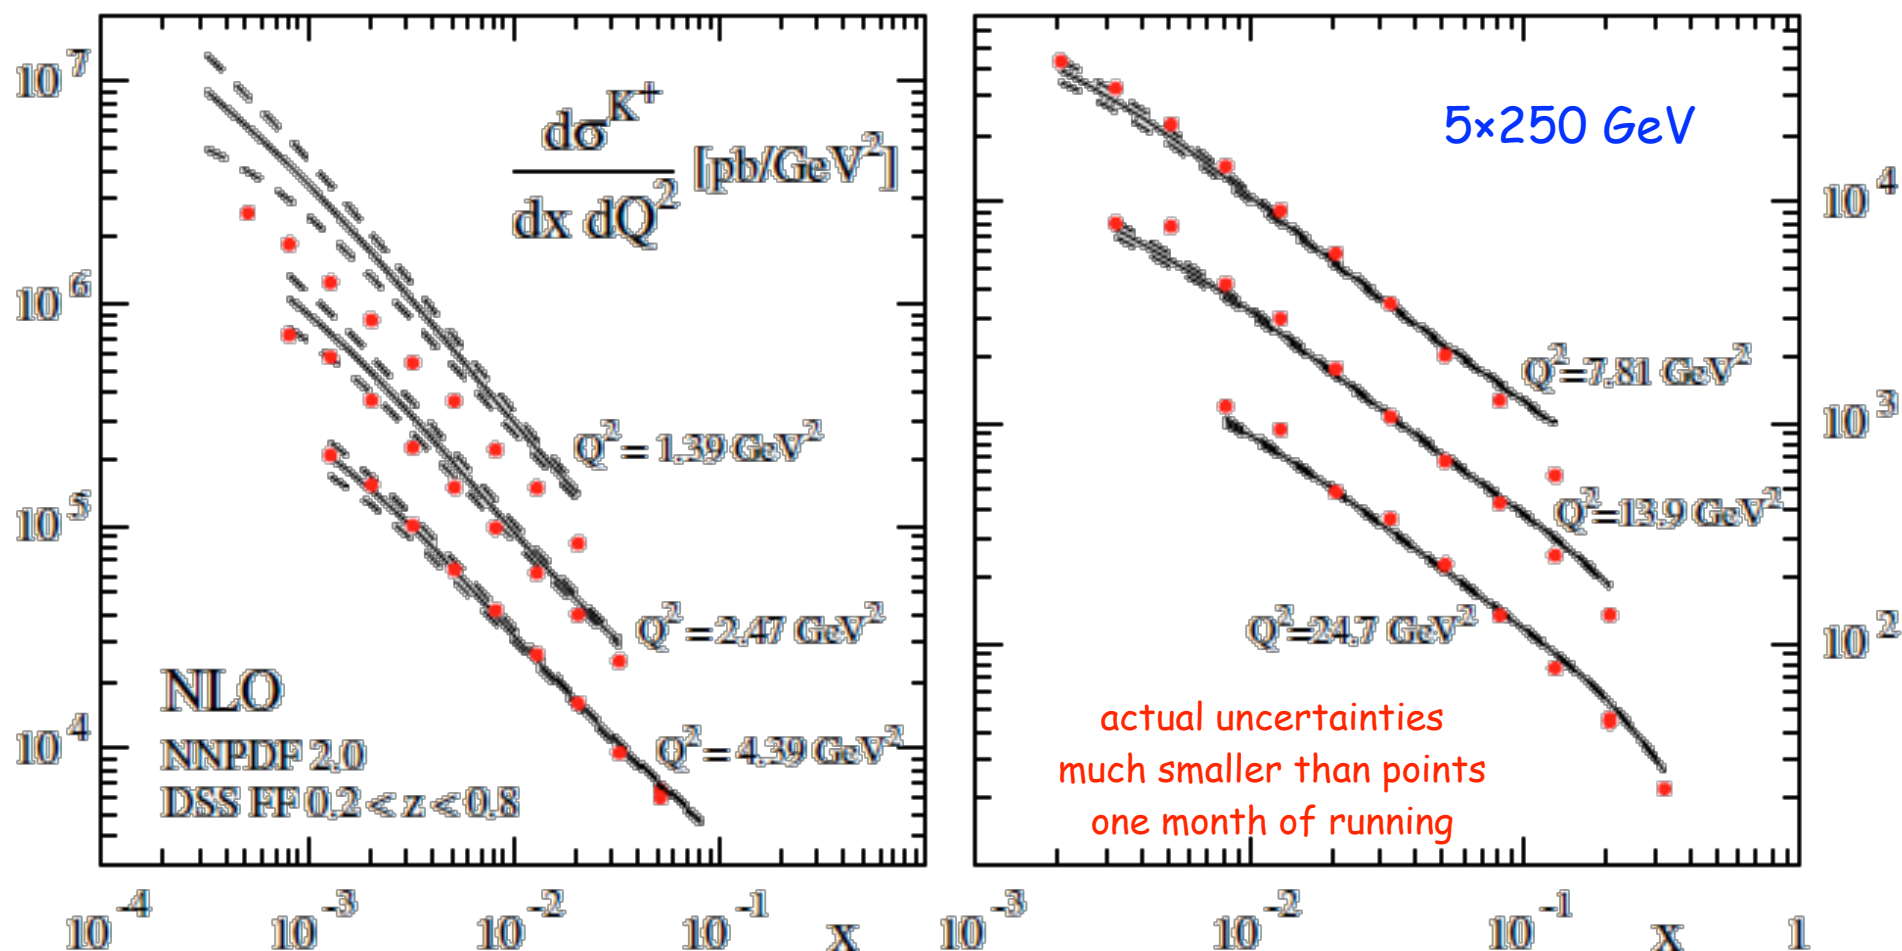 10^7
10^6
10^5
10^4
dσ^K+
dx dQ^2
[pb/GeV^2]
Q^2 = 1.39 GeV^2
Q^2 = 2.47 GeV^2
Q^2 = 4.39 GeV^2
NLO
NNPDF 2.0
DSS FF 0.2 < z < 0.8
10^-4
10^-3
10^-2
10^-1
x
5×250 GeV
Q^2=7.81 GeV^2
Q^2=13.9 GeV^2
Q^2=24.7 GeV^2
actual uncertainties
much smaller than points
one month of running
10^4
10^3
10^2
10^-3
10^-2
10^-1
x
1